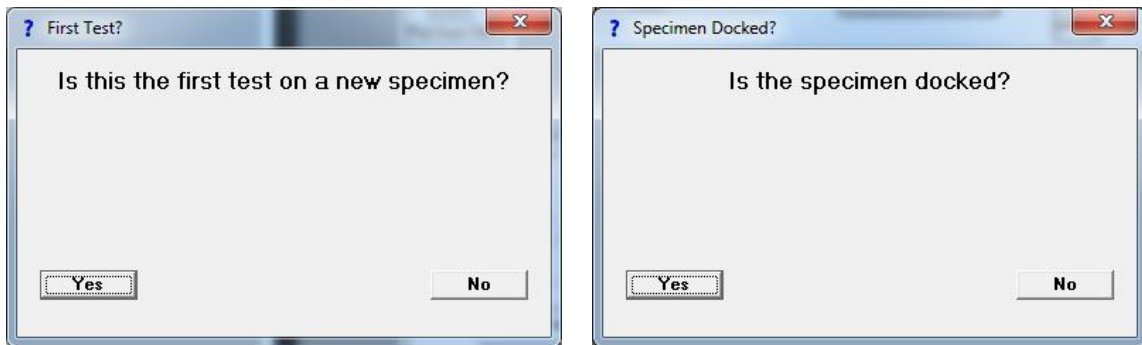 ? First Test?
Is this the first test on a new specimen?
Yes No
? Specimen Docked?
Is the specimen docked?
Yes No